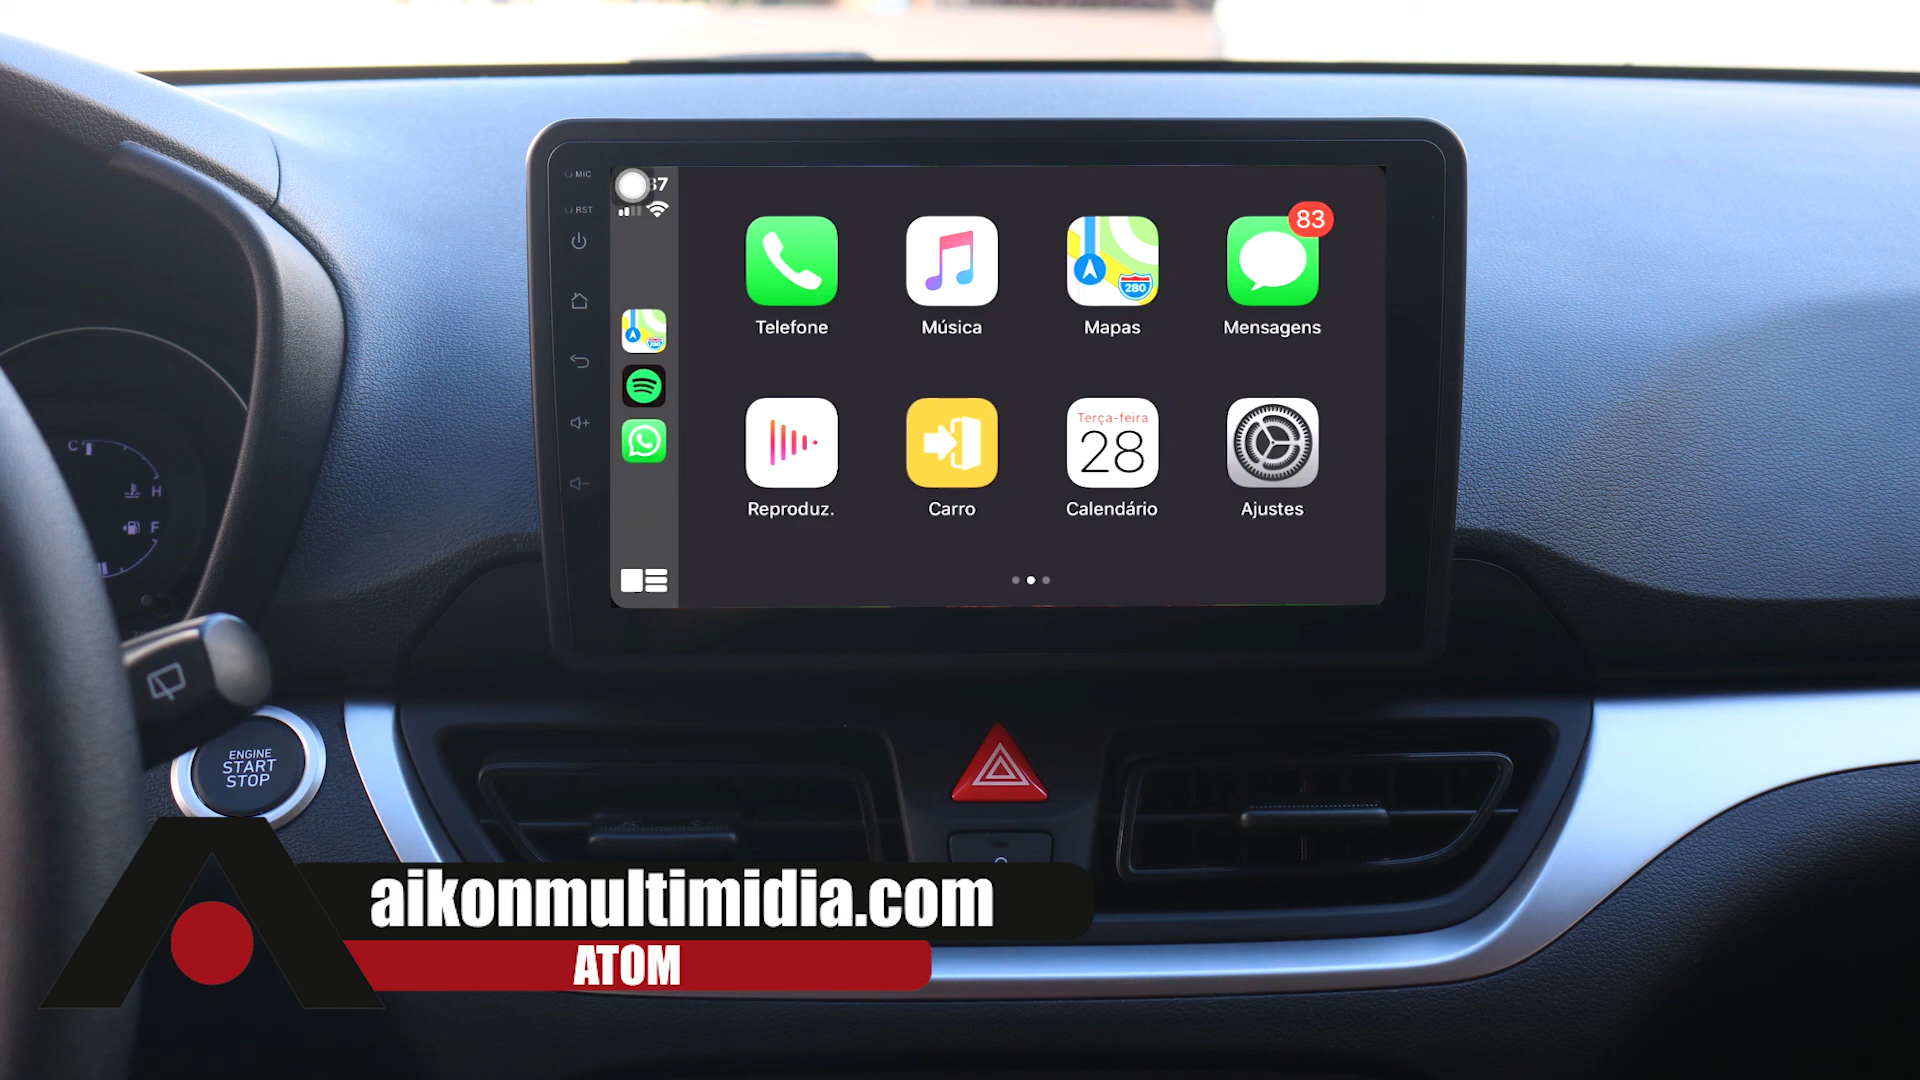 MIC
RST
37
280
83
Telefone
Música
Mapas
Mensagens
Terça-feira
28
Reproduz.
Carro
Calendário
Ajustes
C
H
F
ENGINE
START
STOP
aikonmultimidia.com
ATOM